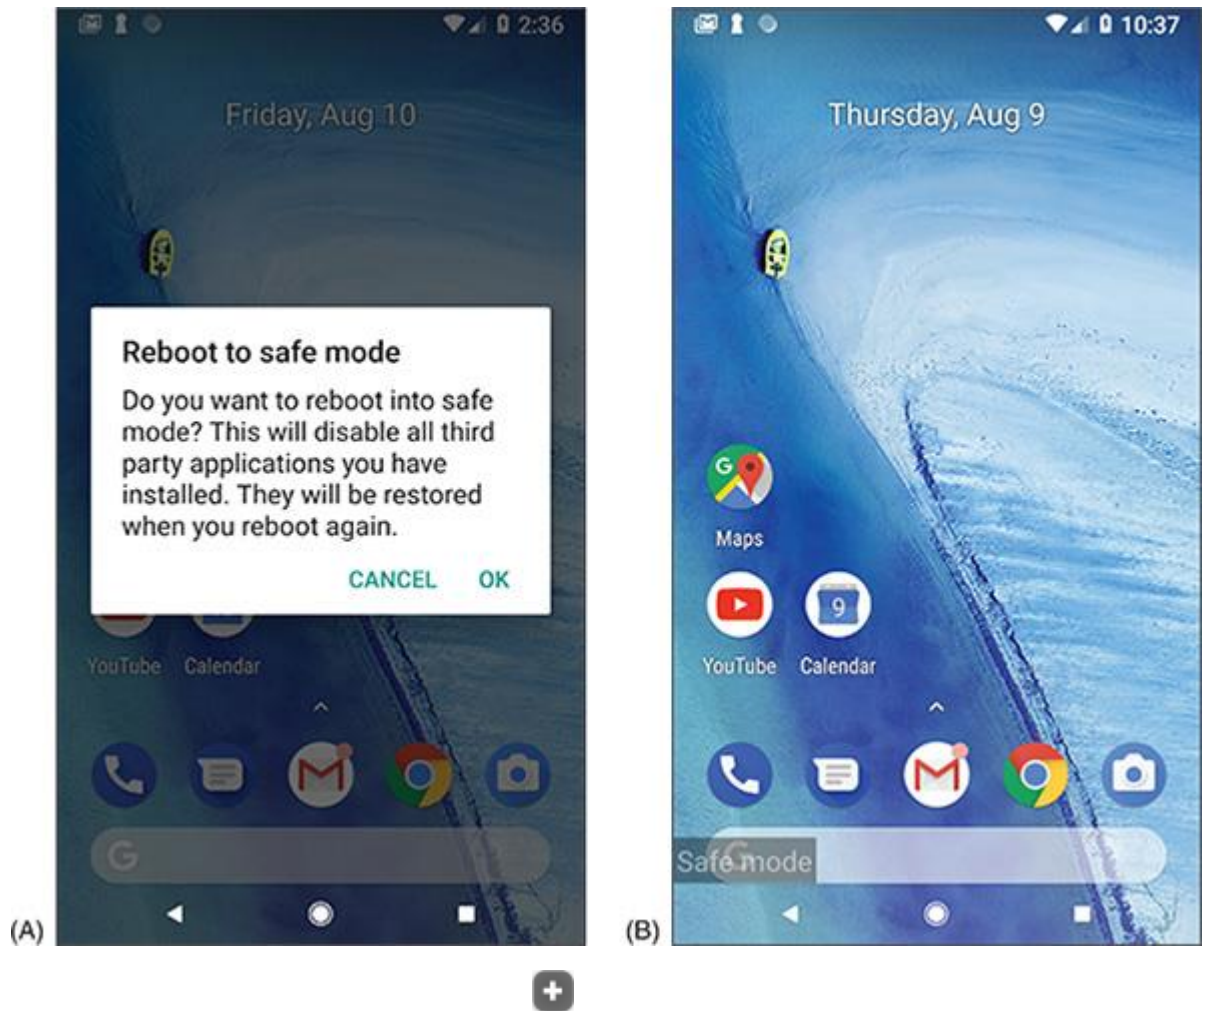 2:36
Friday, Aug 10
Reboot to safe mode
Do you want to reboot into safe
mode? This will disable all third
party applications you have
installed. They will be restored
when you reboot again.
CANCEL OK
YouTube Calendar
G
(A)
10:37
Thursday, Aug 9
G
Maps
9
YouTube Calendar
G
Safe mode
(B)